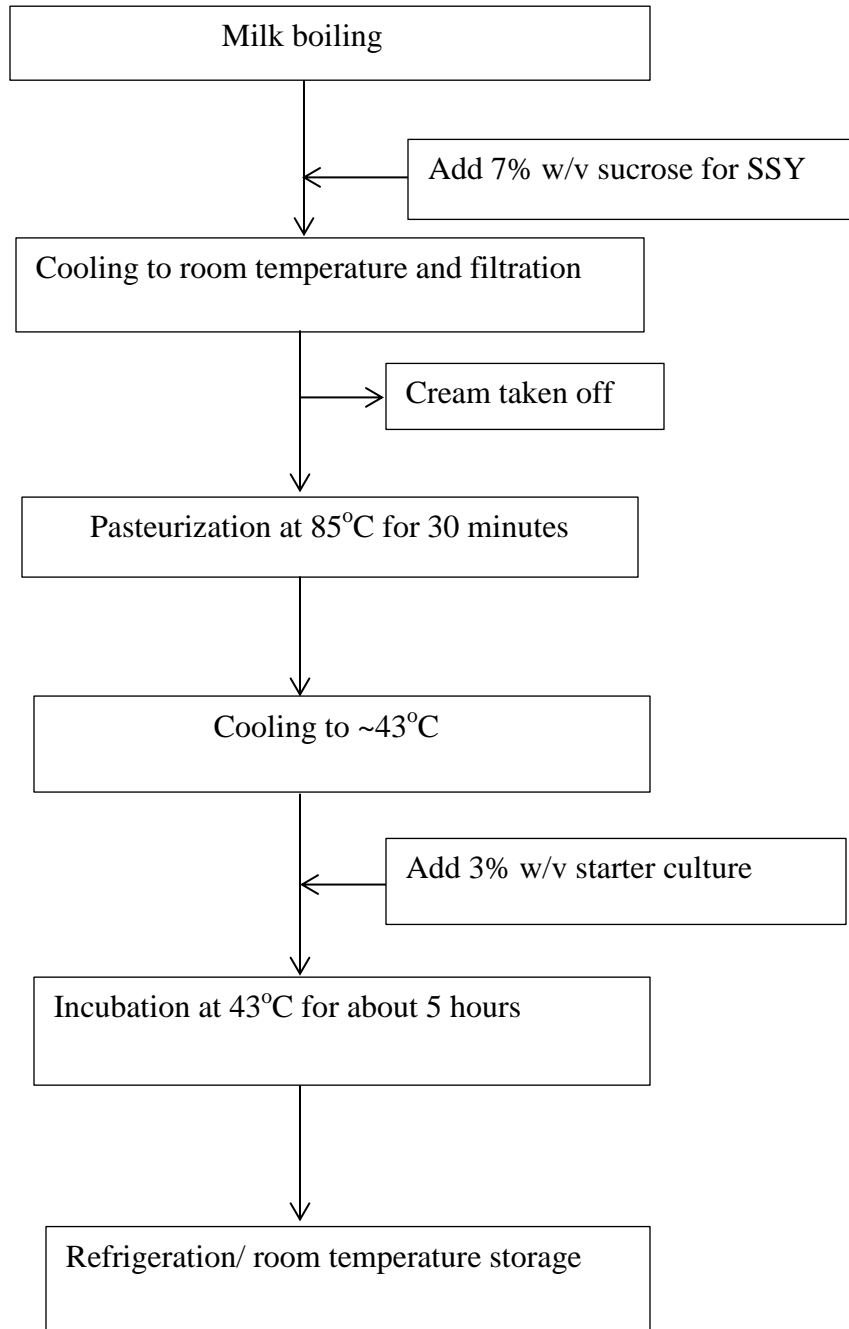 Milk boiling
Add 7% w/v sucrose for SSY
Cooling to room temperature and filtration
Cream taken off
Pasteurization at 85°C for 30 minutes
Cooling to ~43°C
Add 3% w/v starter culture
Incubation at 43°C for about 5 hours
Refrigeration/ room temperature storage